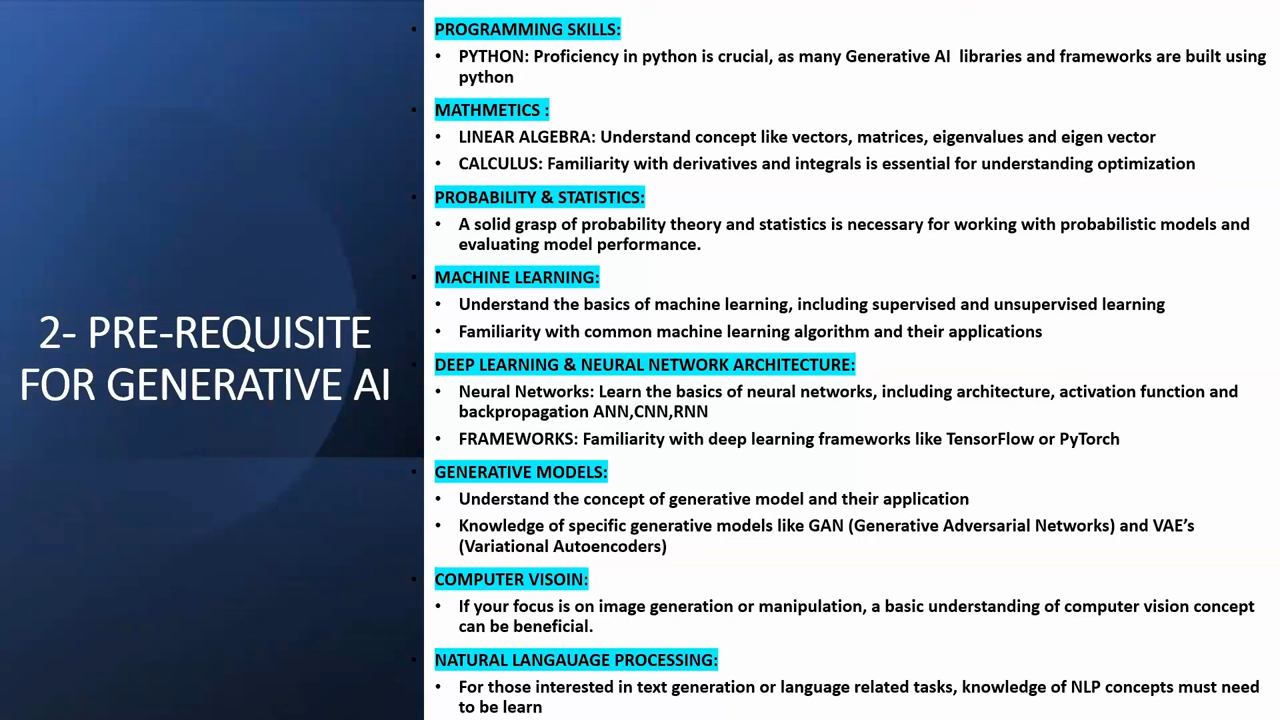 2- PRE-REQUISITE
FOR GENERATIVE AI
• PROGRAMMING SKILLS:
• PYTHON: Proficiency in python is crucial, as many Generative AI  libraries and frameworks are built using
python
• MATHMETICS :
• LINEAR ALGEBRA: Understand concept like vectors, matrices, eigenvalues and eigen vector
• CALCULUS: Familiarity with derivatives and integrals is essential for understanding optimization
• PROBABILITY & STATISTICS:
• A solid grasp of probability theory and statistics is necessary for working with probabilistic models and
evaluating model performance.
• MACHINE LEARNING:
• Understand the basics of machine learning, including supervised and unsupervised learning
• Familiarity with common machine learning algorithm and their applications
• DEEP LEARNING & NEURAL NETWORK ARCHITECTURE:
• Neural Networks: Learn the basics of neural networks, including architecture, activation function and
backpropagation ANN,CNN,RNN
• FRAMEWORKS: Familiarity with deep learning frameworks like TensorFlow or PyTorch
• GENERATIVE MODELS:
• Understand the concept of generative model and their application
• Knowledge of specific generative models like GAN (Generative Adversarial Networks) and VAE’s
(Variational Autoencoders)
• COMPUTER VISOIN:
• If your focus is on image generation or manipulation, a basic understanding of computer vision concept
can be beneficial.
• NATURAL LANGAUAGE PROCESSING:
• For those interested in text generation or language related tasks, knowledge of NLP concepts must need
to be learn